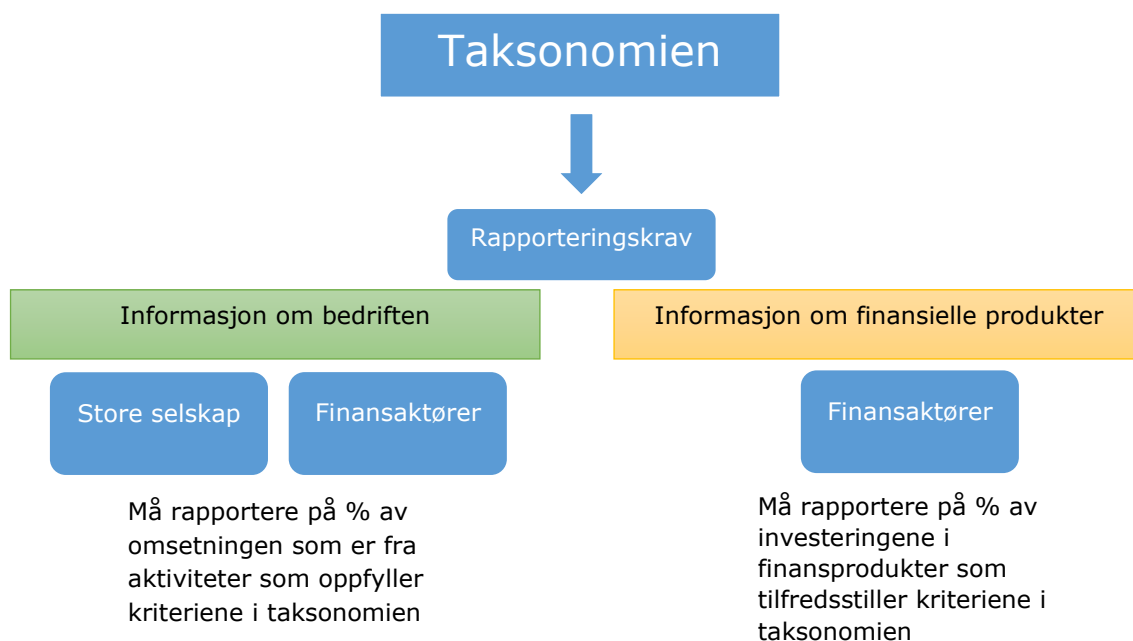 Taksonomien
Rapporteringskrav
Informasjon om bedriften
Informasjon om finansielle produkter
Store selskap
Finansaktører
Finansaktører
Må rapportere på % av
omsetningen som er fra
aktiviteter som oppfyller
kriteriene i taksonomien
Må rapportere på % av
investeringene i
finansprodukter som
tilfredsstiller kriteriene i
taksonomien